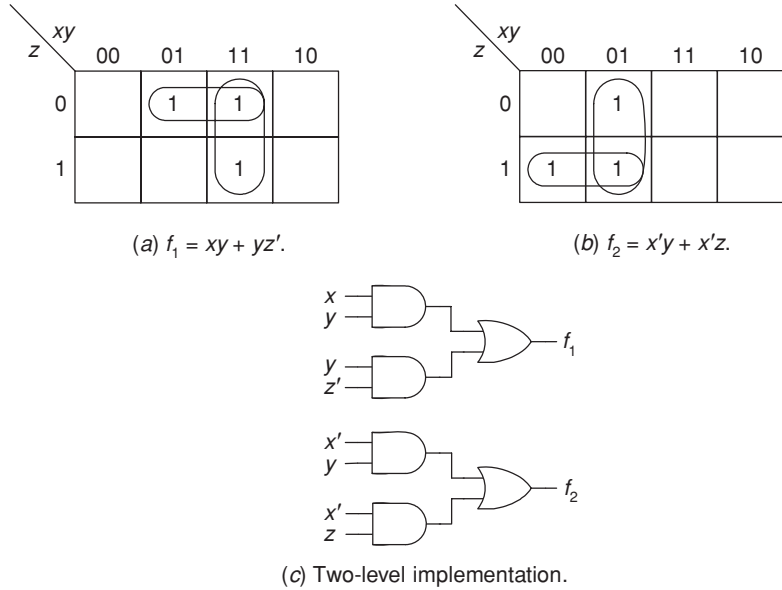 xy xy
z 00 01 11 10 z 00 01 11 10
0 1 1 0 1
1 1 1 1 1
(a) f1 = xy + yz′. (b) f2 = x′y + x′z.
x
y
f1
y
z′
x′
y
f2
x′
z
(c) Two-level implementation.